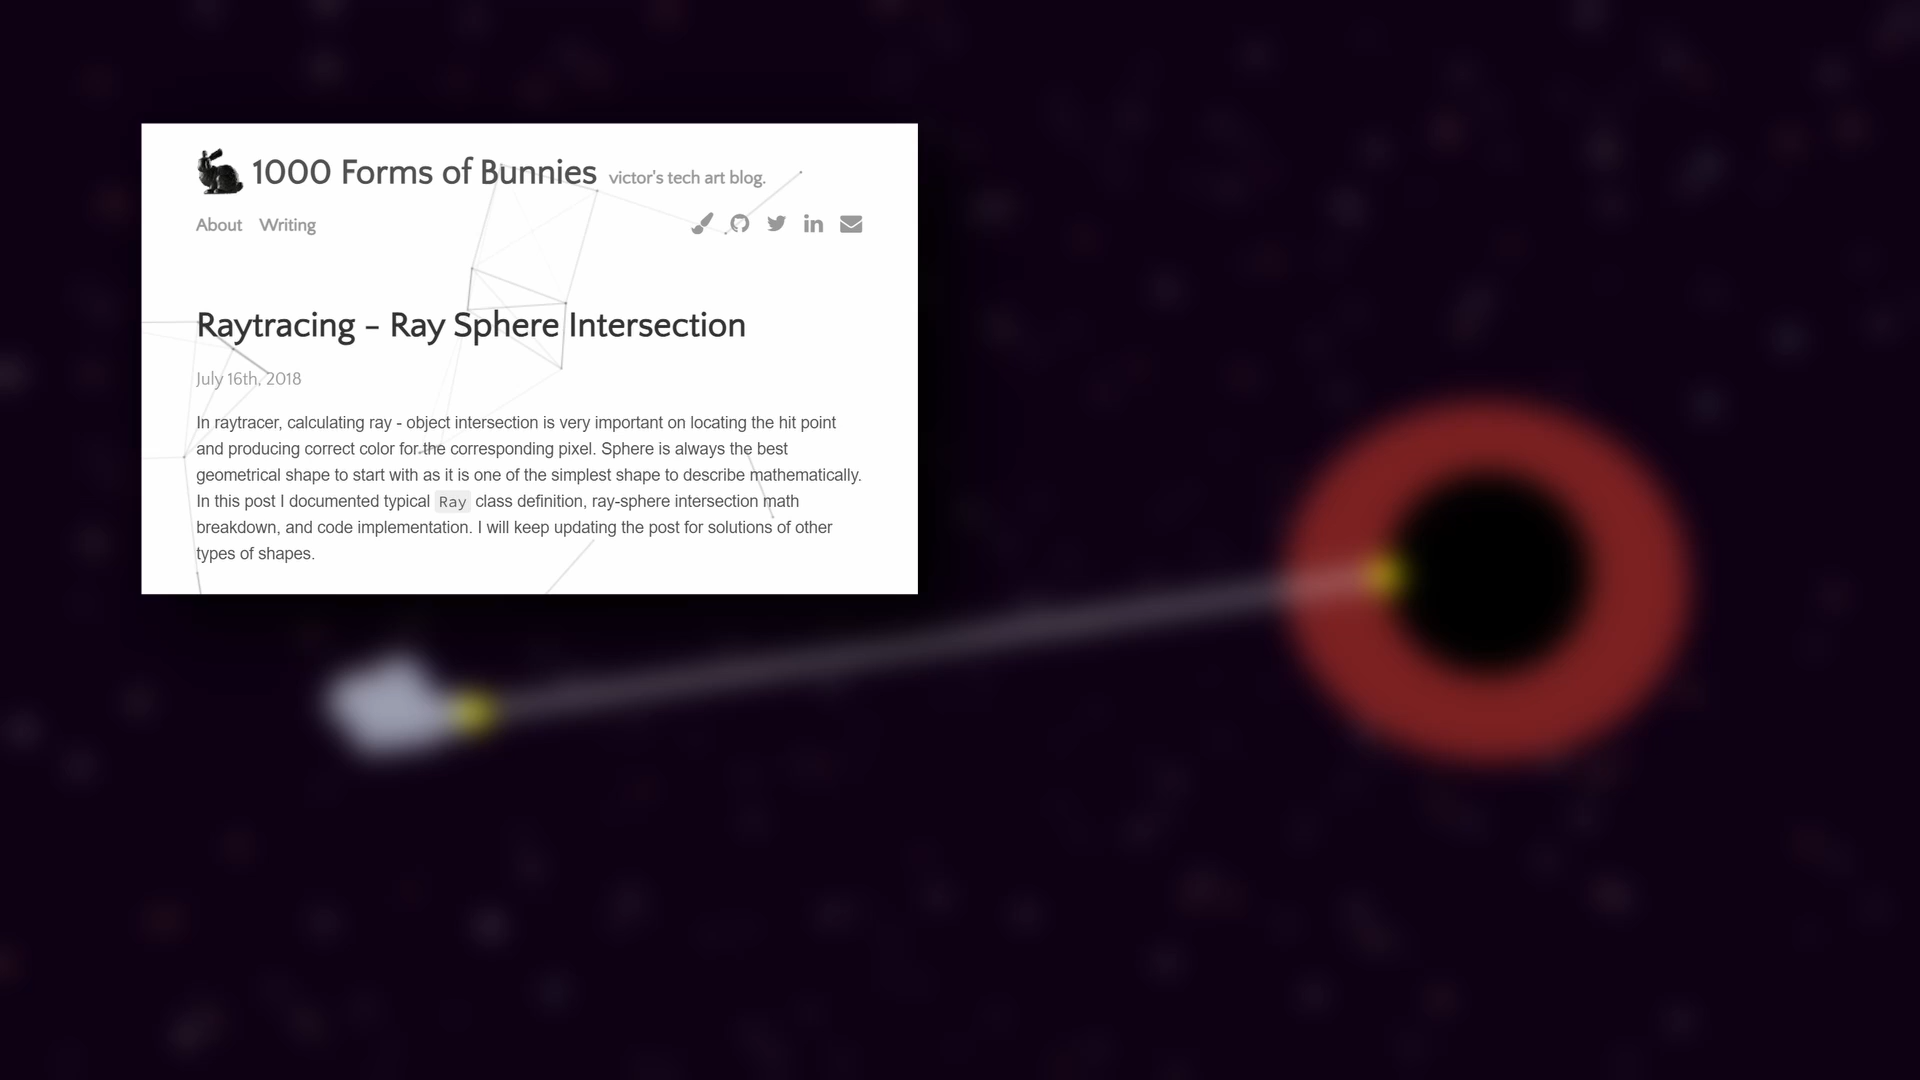 1000 Forms of Bunnies victor's tech art blog.
About Writing
Raytracing - Ray Sphere Intersection
July 16th, 2018
In raytracer, calculating ray - object intersection is very important on locating the hit point
and producing correct color for the corresponding pixel. Sphere is always the best
geometrical shape to start with as it is one of the simplest shape to describe mathematically.
In this post I documented typical Ray class definition, ray-sphere intersection math
breakdown, and code implementation. I will keep updating the post for solutions of other
types of shapes.